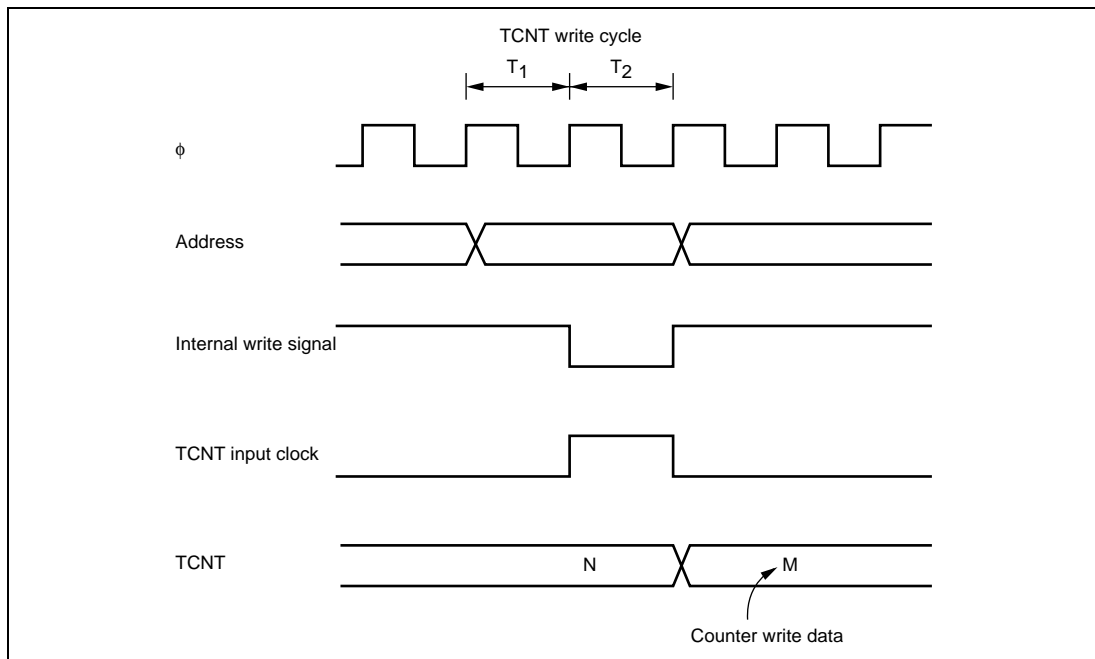 TCNT write cycle
T1 T2
ϕ
Address
Internal write signal
TCNT input clock
TCNT N M
Counter write data